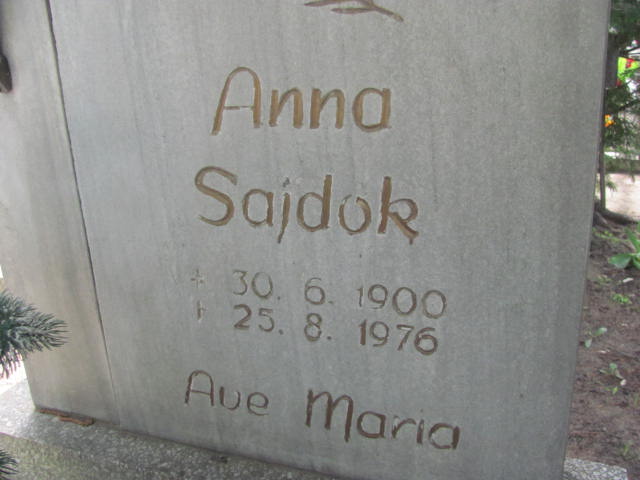 Anna
Sajdok
* 30. 6. 1900
† 25. 8. 1976
Ave Maria